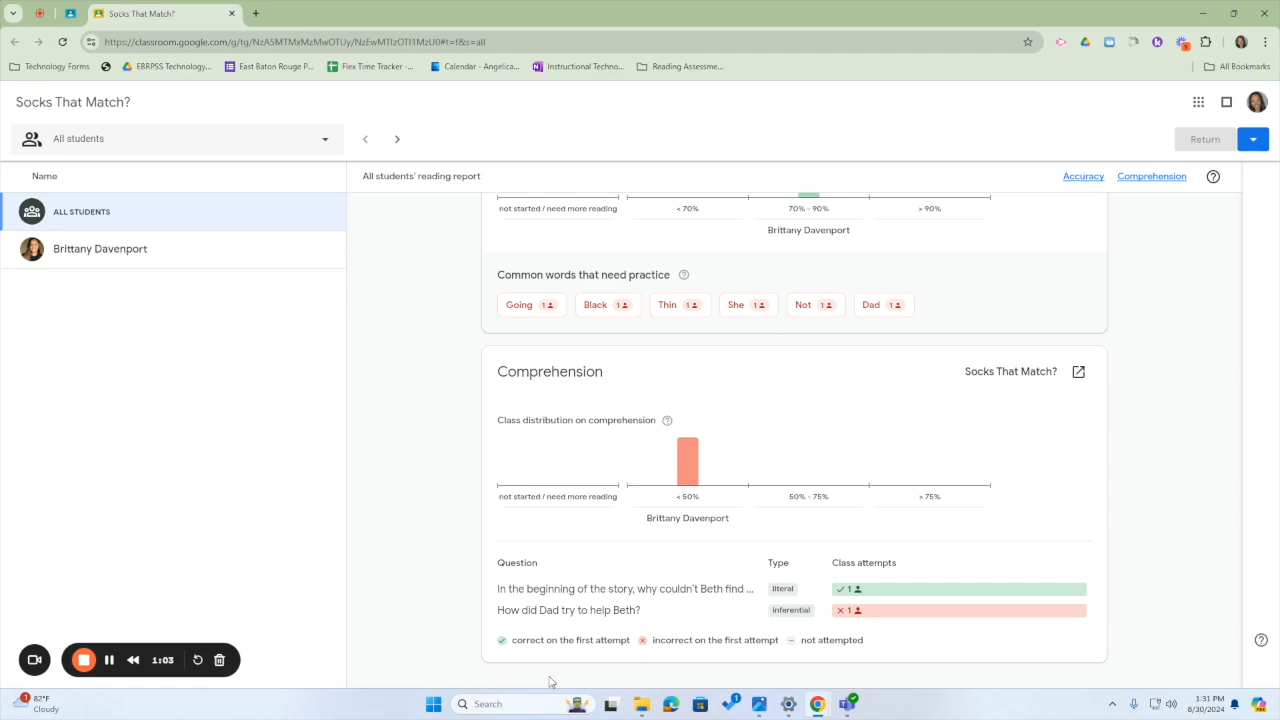 Socks That Match?
https://classroom.google.com/g/tg/NzA5MTMxMzMwOTUy/NzEwMTIzOTI1MzU0#t=f&s=all
Technology Forms
EBRPSS Technology...
East Baton Rouge P...
Flex Time Tracker -...
Calendar - Angelica...
Instructional Techno...
Reading Assessme...
All Bookmarks
Socks That Match?
All students
Return
Name
All students' reading report
Accuracy
Comprehension
ALL STUDENTS
Brittany Davenport
not started / need more reading
< 70%
70% - 90%
> 90%
Brittany Davenport
Common words that need practice
Going 1
Black 1
Thin 1
She 1
Not 1
Dad 1
Comprehension
Socks That Match?
Class distribution on comprehension
not started / need more reading
< 50%
50% - 75%
> 75%
Brittany Davenport
Question
Type
Class attempts
In the beginning of the story, why couldn't Beth find ...
literal
1
How did Dad try to help Beth?
inferential
1
correct on the first attempt
incorrect on the first attempt
not attempted
1:03
1
82°F
Cloudy
Search
1
1:31 PM
8/30/2024